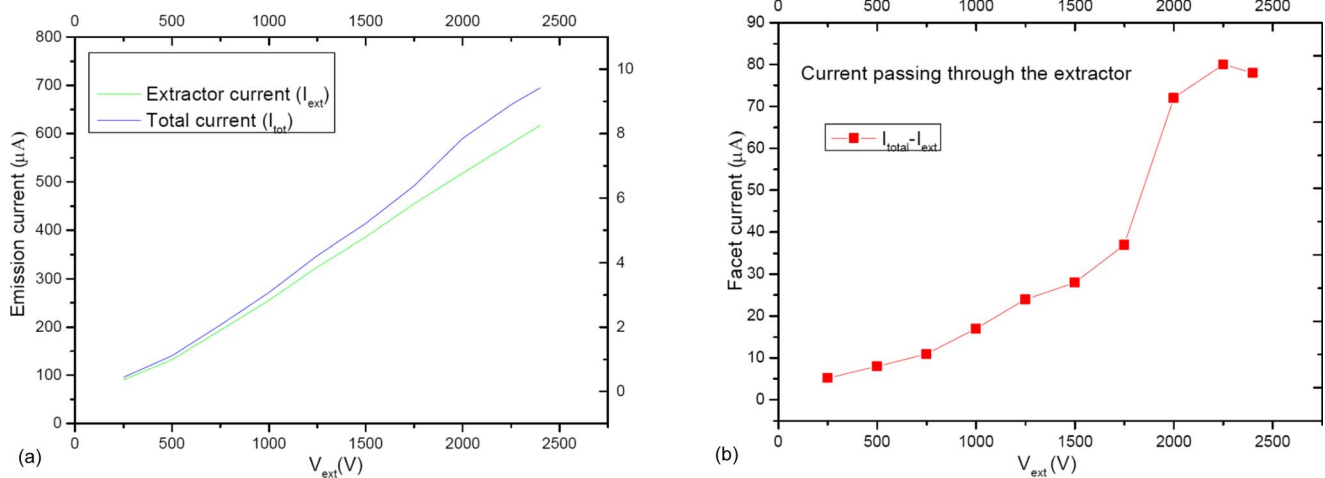 0 500 1000 1500 2000 2500
800
700
600
500
400
300
200
100
0
Emission current (μA)
Extractor current (I_ext)
Total current (I_tot)
10
8
6
4
2
0
0 500 1000 1500 2000 2500
V_ext(V)
(a)
0 500 1000 1500 2000 2500
90
80
70
60
50
40
30
20
10
0
Facet current (μA)
Current passing through the extractor
I_total-I_ext
0 500 1000 1500 2000 2500
V_ext(V)
(b)